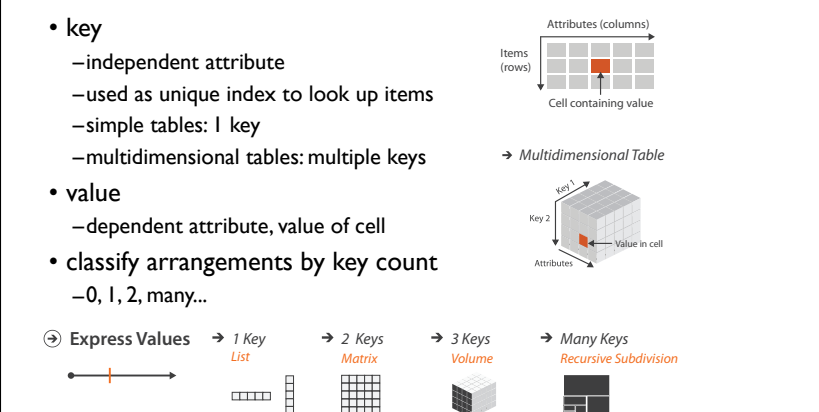 • key
–independent attribute
–used as unique index to look up items
–simple tables: 1 key
–multidimensional tables: multiple keys
• value
–dependent attribute, value of cell
• classify arrangements by key count
–0, 1, 2, many...
Attributes (columns)
Items
(rows)
Cell containing value
→ Multidimensional Table
Key 1
Key 2
Value in cell
Attributes
→ Express Values
→ 1 Key
List
→ 2 Keys
Matrix
→ 3 Keys
Volume
→ Many Keys
Recursive Subdivision